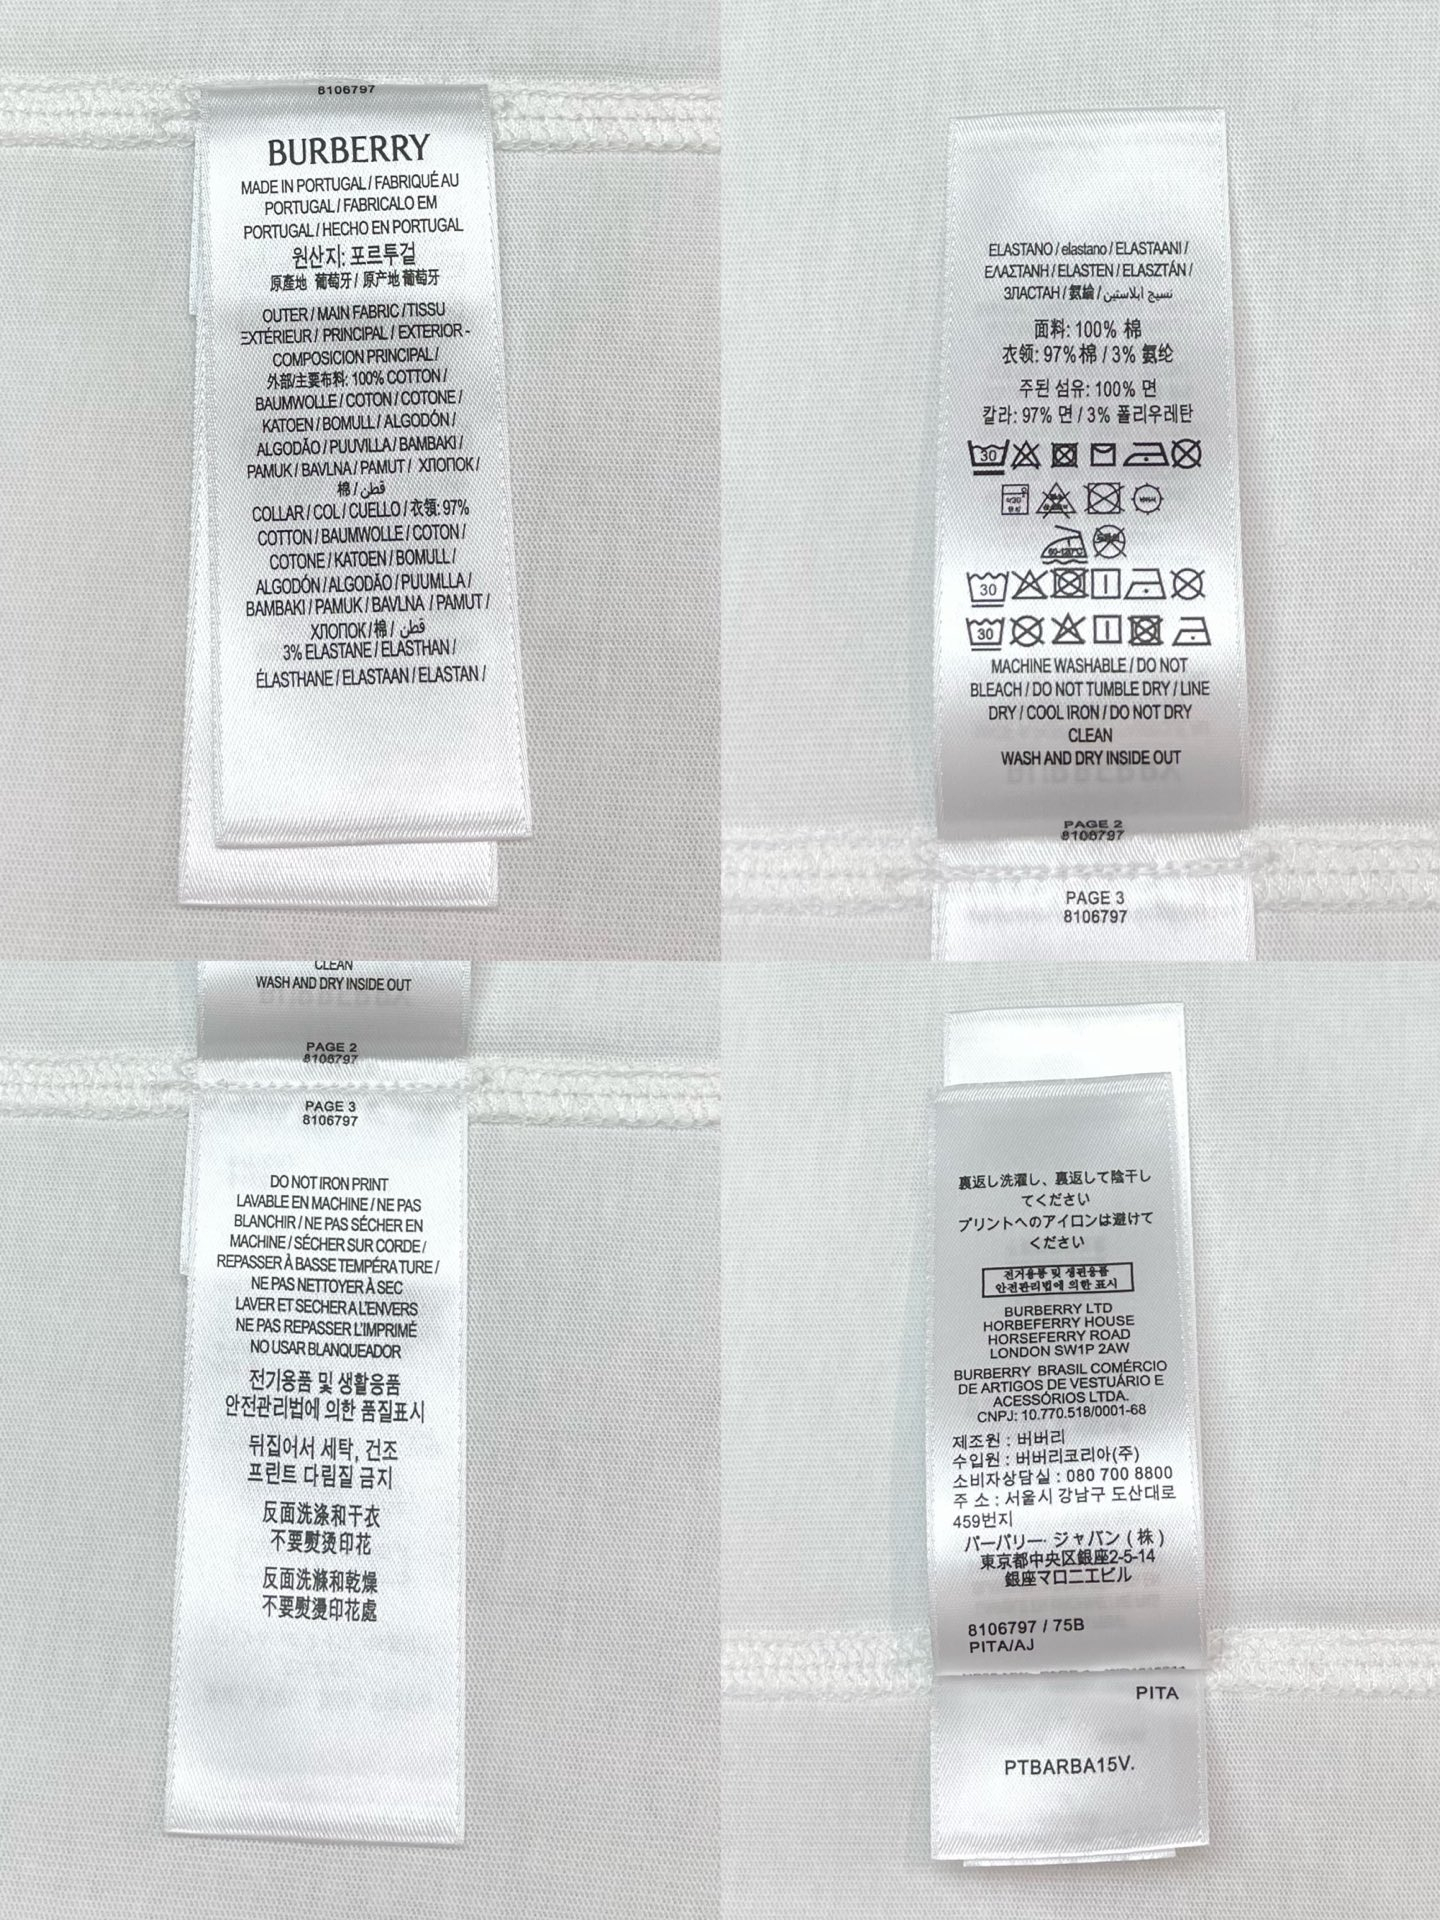 8106797
BURBERRY
MADE IN PORTUGAL / FABRIQUÉ AU
PORTUGAL / FABRICALO EM
PORTUGAL / HECHO EN PORTUGAL
원산지: 포르투걸
原產地 葡萄牙 / 原产地 葡萄牙
OUTER / MAIN FABRIC / TISSU
EXTÉRIEUR / PRINCIPAL / EXTERIOR -
COMPOSICION PRINCIPAL /
外部/主要布料: 100% COTTON /
BAUMWOLLE / COTON / COTONE /
KATOEN / BOMULL / ALGODÓN /
ALGODÃO / PUUVILLA / BAMBAKI /
PAMUK / BAVLNA / PAMUT / ХЛОПОК /
棉 / قطن /
COLLAR / COL / CUELLO / 衣領: 97%
COTTON / BAUMWOLLE / COTON /
COTONE / KATOEN / BOMULL /
ALGODÓN / ALGODÃO / PUUMLLA /
BAMBAKI / PAMUK / BAVLNA / PAMUT /
ХЛОПОК / 棉 / قطن /
3% ELASTANE / ELASTHAN /
ÉLASTHANE / ELASTAAN / ELASTAN /
ELASTANO / elastano / ELASTAANI /
ΕΛΑΣΤΑΝΗ / ELASTEN / ELASZTÁN /
ЗЛАСТАН / 氨綸 / نسيج ابلاستين
面料: 100% 棉
衣领: 97% 棉 / 3% 氨纶
주된 섬유: 100% 면
칼라: 97% 면 / 3% 폴리우레탄
30
30
30
MACHINE WASHABLE / DO NOT
BLEACH / DO NOT TUMBLE DRY / LINE
DRY / COOL IRON / DO NOT DRY
CLEAN
WASH AND DRY INSIDE OUT
PAGE 2
8106797
PAGE 3
8106797
CLEAN
WASH AND DRY INSIDE OUT
PAGE 2
8106797
PAGE 3
8106797
DO NOT IRON PRINT
LAVABLE EN MACHINE / NE PAS
BLANCHIR / NE PAS SÉCHER EN
MACHINE / SÉCHER SUR CORDE /
REPASSER À BASSE TEMPÉRATURE /
NE PAS NETTOYER À SEC
LAVER ET SECHER A L'ENVERS
NE PAS REPASSER L'IMPRIMÉ
NO USAR BLANQUEADOR
전기용품 및 생활용품
안전관리법에 의한 품질표시
뒤집어서 세탁, 건조
프린트 다림질 금지
反面洗涤和干衣
不要熨烫印花
反面洗滌和乾燥
不要熨燙印花處
裏返し洗濯し、裏返して陰干し
てください
プリントへのアイロンは避けて
ください
안전관리법에 의한 표시
BURBERRY LTD
HORBEFERRY HOUSE
HORSEFERRY ROAD
LONDON SW1P 2AW
BURBERRY BRASIL COMÉRCIO
DE ARTIGOS DE VESTUÁRIO E
ACESSÓRIOS LTDA.
CNPJ: 10.770.518/0001-68
제조원 : 버버리
수입원 : 버버리코리아(주)
소비자상담실 : 080 700 8800
주 소 : 서울시 강남구 도산대로
459번지
バーバリー· ジャパン ( 株 )
東京都中央区銀座2-5-14
銀座マロニエビル
8106797 / 75B
PITA/AJ
PITA
PTBARBA15V.